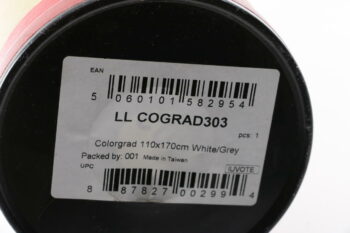 EAN
5 060101 582954
LL COGRAD303
pcs: 1
Colorgrad 110x170cm White/Grey
Packed by: 001 Made in Taiwan
UPC
IUVOTE
8 87827 00299 4